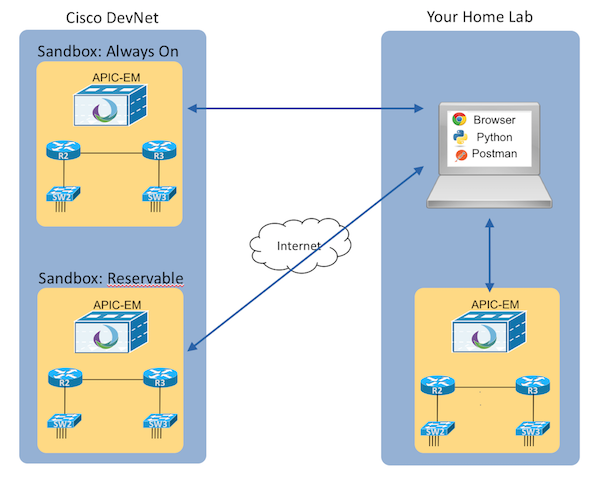 Cisco DevNet
Your Home Lab
Sandbox: Always On
APIC-EM
R2
R3
SW2
SW3
Browser
Python
Postman
Internet
Sandbox: Reservable
APIC-EM
R2
R3
SW2
SW3
APIC-EM
R2
R3
SW2
SW3